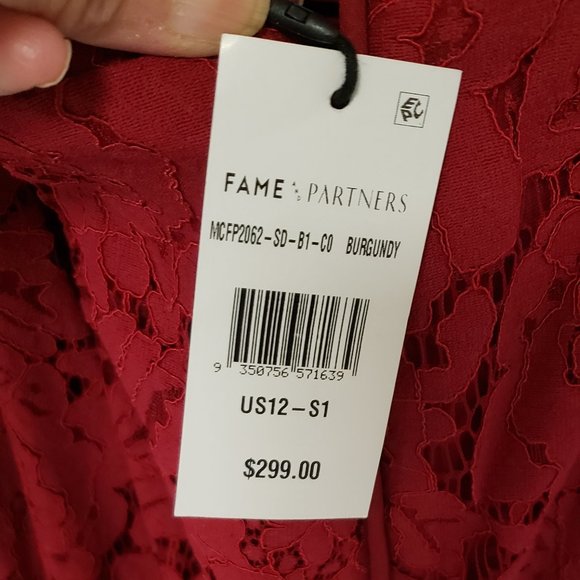 FAME PARTNERS
MCFP2062-SD-B1-C0 BURGUNDY
9 350756 571639
US12-S1
$299.00